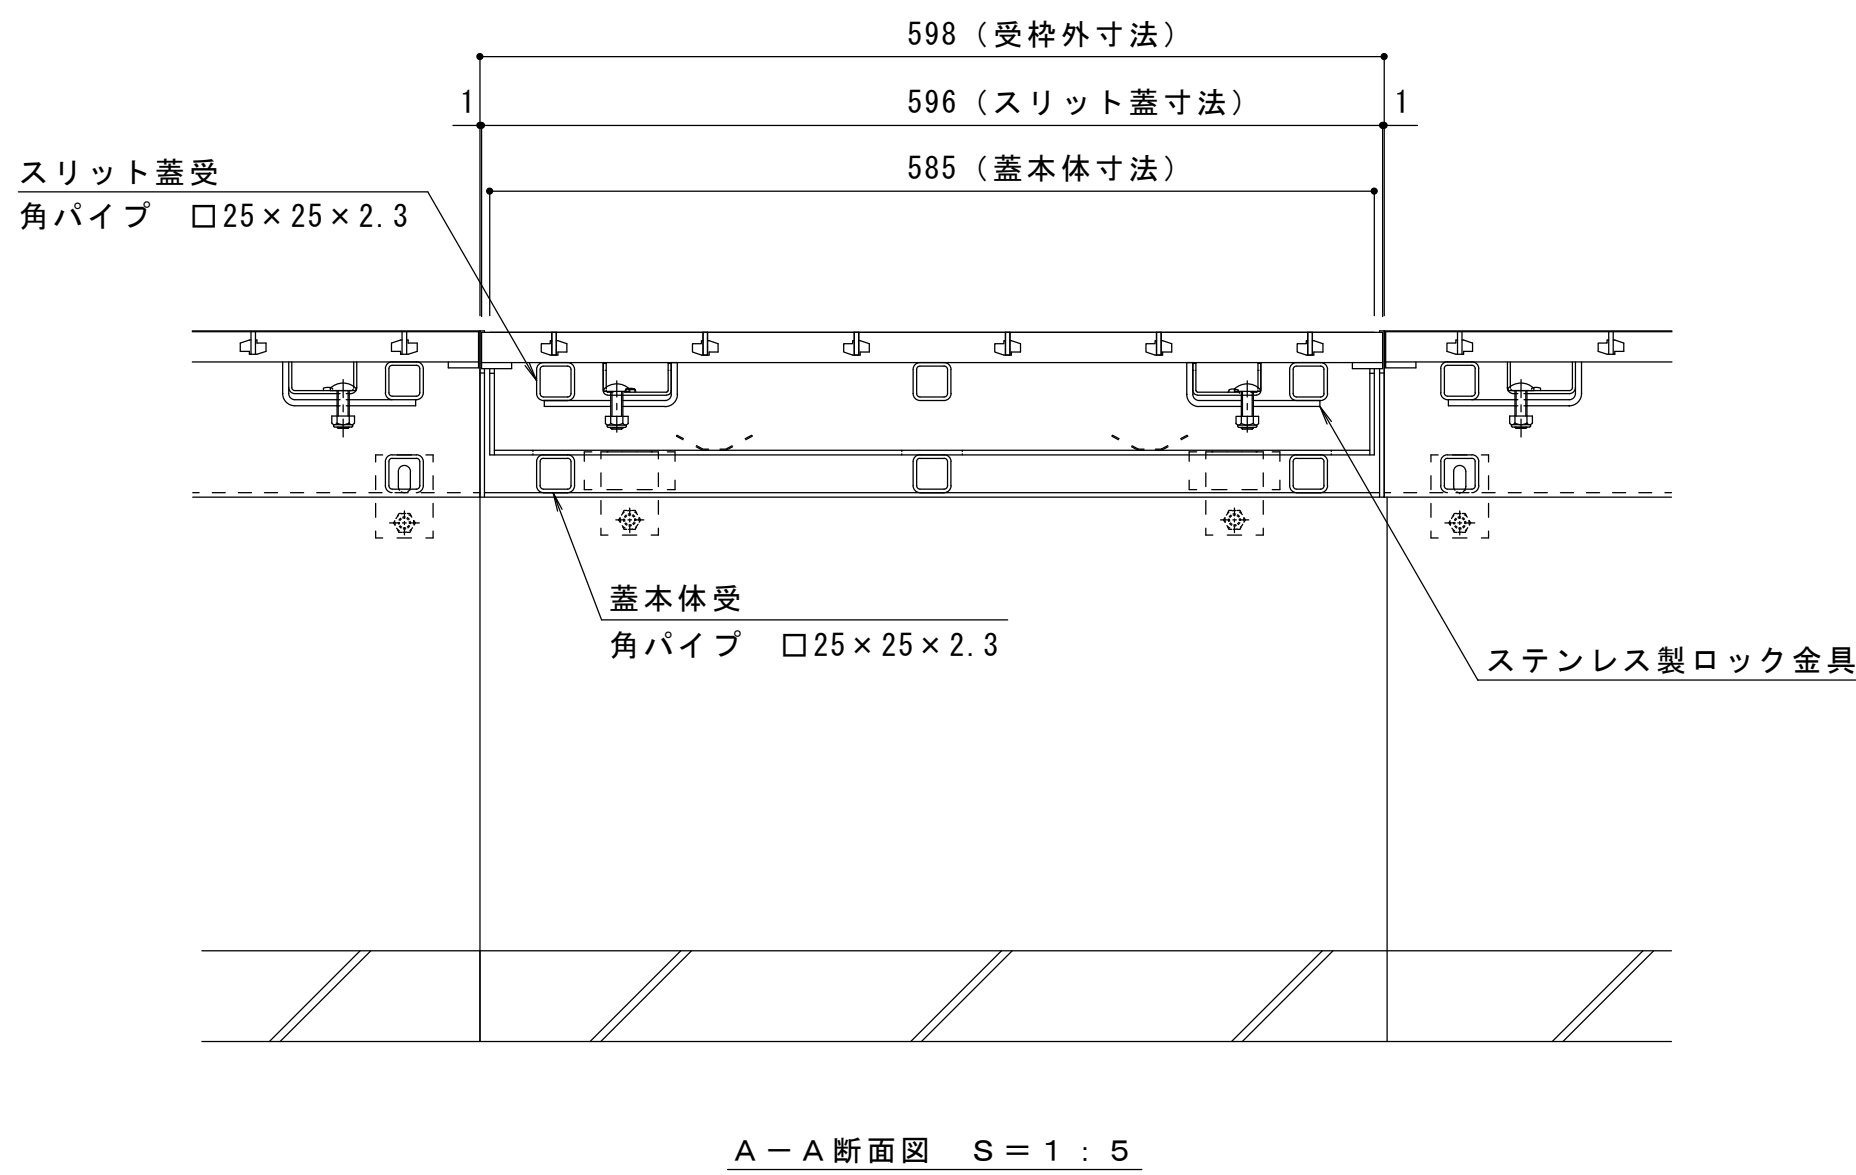 598（受枠外寸法）
1 596（スリット蓋寸法） 1
585（蓋本体寸法）
スリット蓋受
角パイプ　□25×25×2.3
蓋本体受
角パイプ　□25×25×2.3
ステンレス製ロック金具
Ａ－Ａ断面図　Ｓ＝１：５